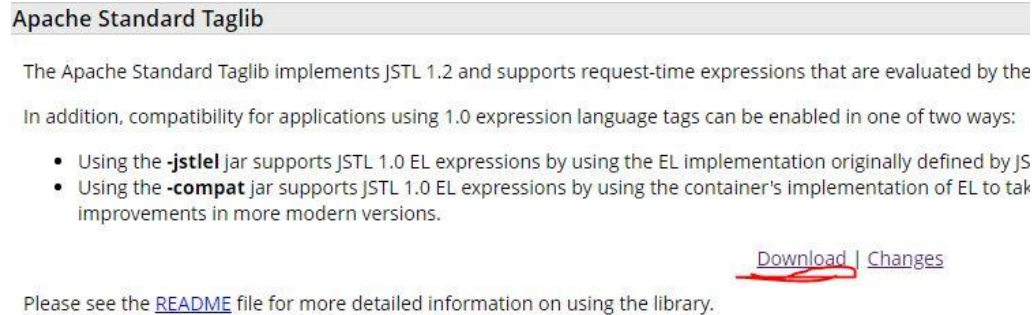 Apache Standard Taglib
The Apache Standard Taglib implements JSTL 1.2 and supports request-time expressions that are evaluated by the
In addition, compatibility for applications using 1.0 expression language tags can be enabled in one of two ways:
• Using the -jstlel jar supports JSTL 1.0 EL expressions by using the EL implementation originally defined by JS
• Using the -compat jar supports JSTL 1.0 EL expressions by using the container's implementation of EL to tak
improvements in more modern versions.
Download | Changes
Please see the README file for more detailed information on using the library.